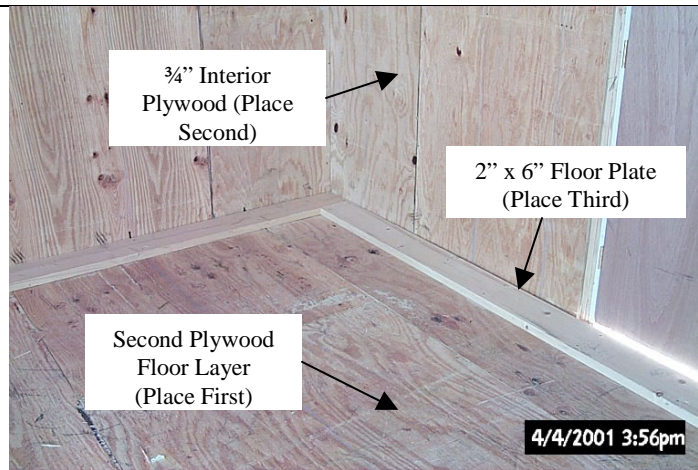 ¾” Interior
Plywood (Place
Second)
2” x 6” Floor Plate
(Place Third)
Second Plywood
Floor Layer
(Place First)
4/4/2001 3:56pm